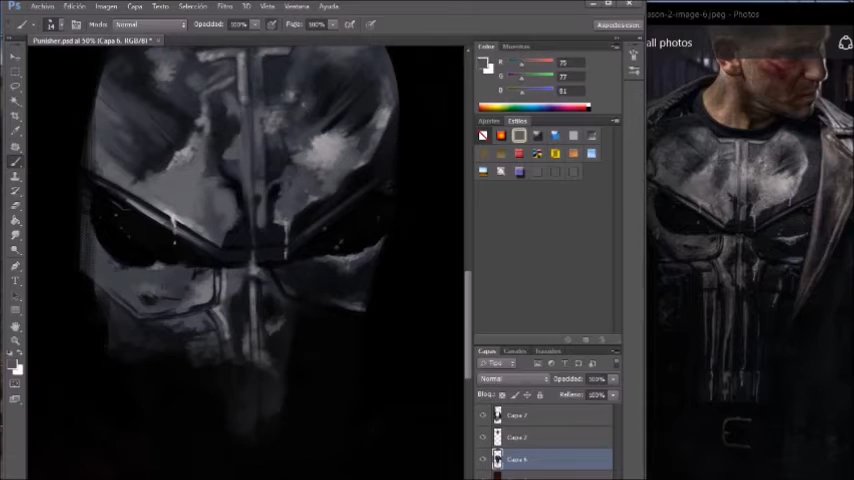 Ps Archivo Edición Imagen Capa Texto Selección Filtro 3D Vista Ventana Ayuda
Modo: Normal Opacidad: 100% Flujo: 100%
Punisher.psd al 50% (Capa 6, RGB/8) *
Color Muestras
R 75
G 77
B 81
Ajustes Estilos
Capas Canales Trazados
Tipo
Normal Opacidad: 100%
Bloq.: Relleno: 100%
Capa 7
Capa 2
Capa 6
ason-2-image-6.jpeg - Photos
all photos